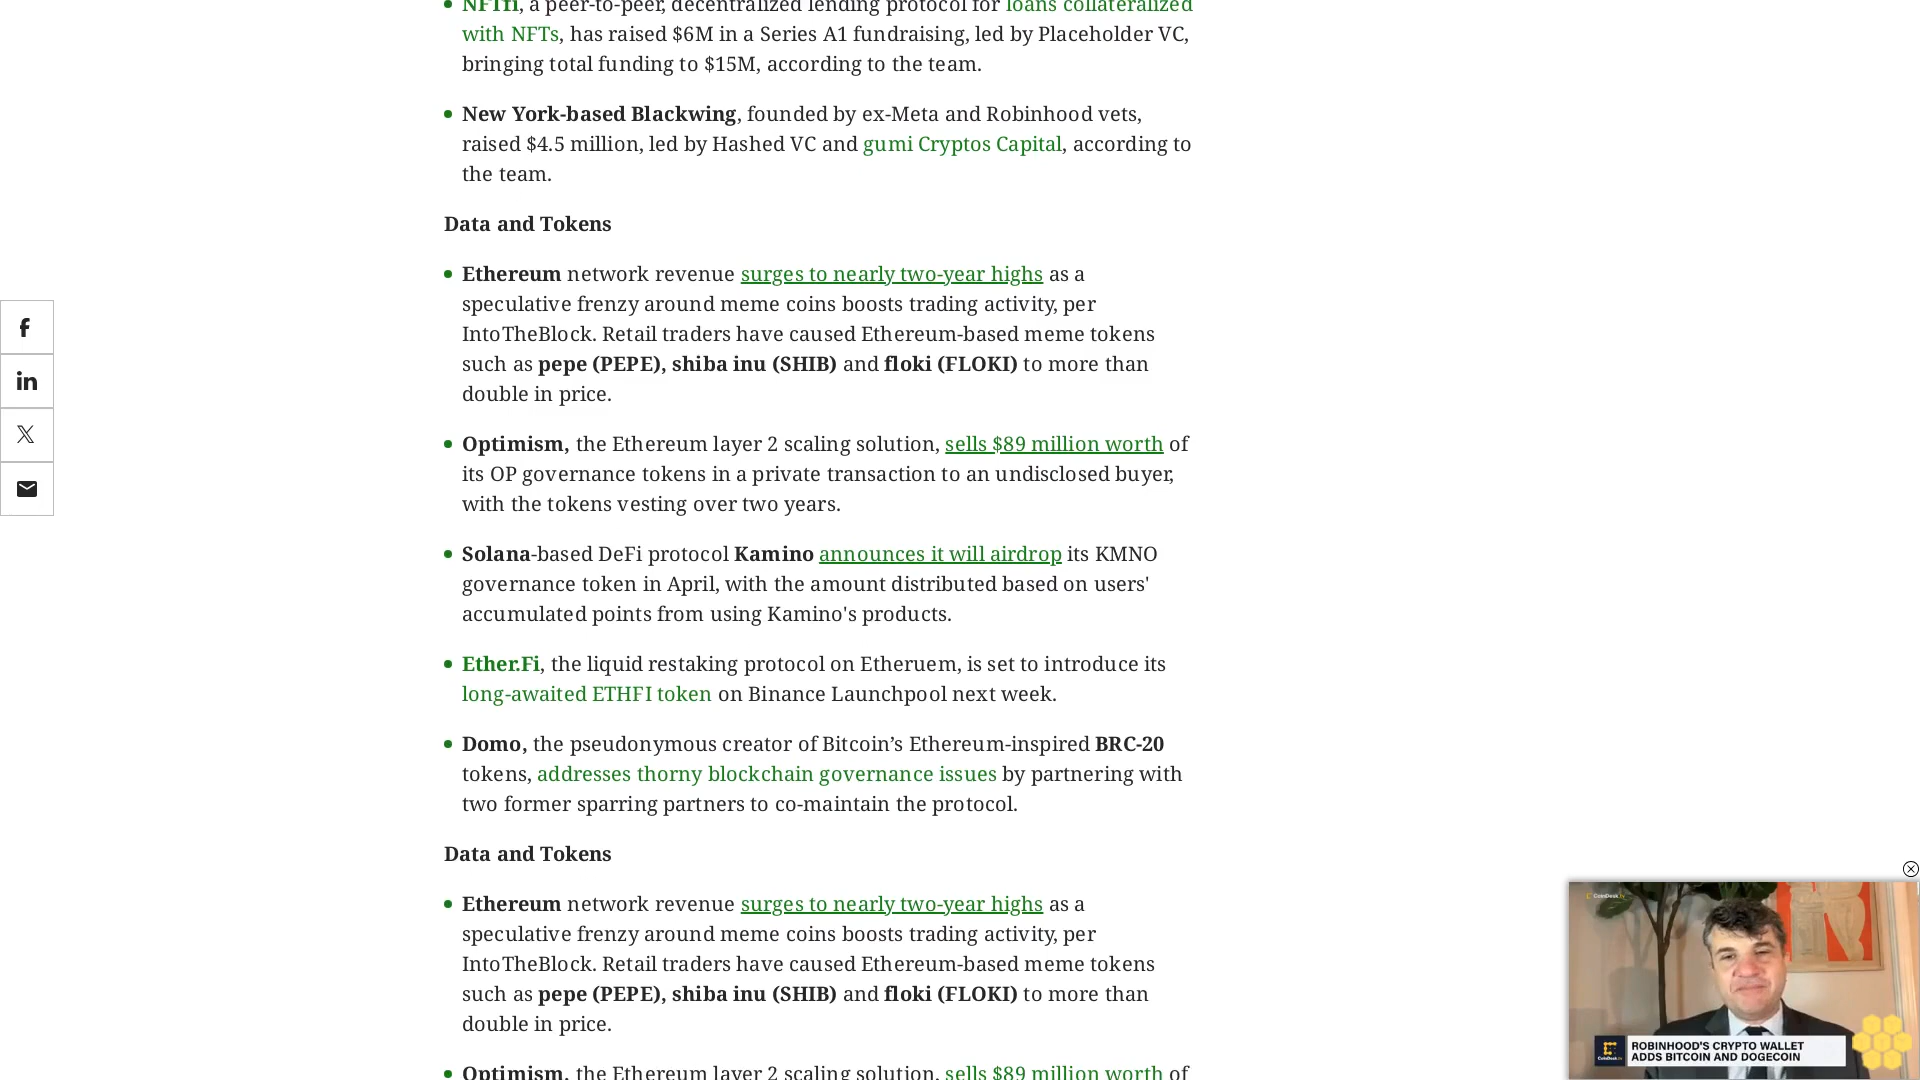 NFTfi, a peer-to-peer, decentralized lending protocol for loans collateralized
with NFTs, has raised $6M in a Series A1 fundraising, led by Placeholder VC,
bringing total funding to $15M, according to the team.
New York-based Blackwing, founded by ex-Meta and Robinhood vets,
raised $4.5 million, led by Hashed VC and gumi Cryptos Capital, according to
the team.
Data and Tokens
Ethereum network revenue surges to nearly two-year highs as a
speculative frenzy around meme coins boosts trading activity, per
IntoTheBlock. Retail traders have caused Ethereum-based meme tokens
such as pepe (PEPE), shiba inu (SHIB) and floki (FLOKI) to more than
double in price.
Optimism, the Ethereum layer 2 scaling solution, sells $89 million worth of
its OP governance tokens in a private transaction to an undisclosed buyer,
with the tokens vesting over two years.
Solana-based DeFi protocol Kamino announces it will airdrop its KMNO
governance token in April, with the amount distributed based on users'
accumulated points from using Kamino's products.
Ether.Fi, the liquid restaking protocol on Etheruem, is set to introduce its
long-awaited ETHFI token on Binance Launchpool next week.
Domo, the pseudonymous creator of Bitcoin’s Ethereum-inspired BRC-20
tokens, addresses thorny blockchain governance issues by partnering with
two former sparring partners to co-maintain the protocol.
Data and Tokens
Ethereum network revenue surges to nearly two-year highs as a
speculative frenzy around meme coins boosts trading activity, per
IntoTheBlock. Retail traders have caused Ethereum-based meme tokens
such as pepe (PEPE), shiba inu (SHIB) and floki (FLOKI) to more than
double in price.
Optimism, the Ethereum layer 2 scaling solution, sells $89 million worth of
CoinDesk TV
ROBINHOOD'S CRYPTO WALLET
ADDS BITCOIN AND DOGECOIN
CoinDesk TV